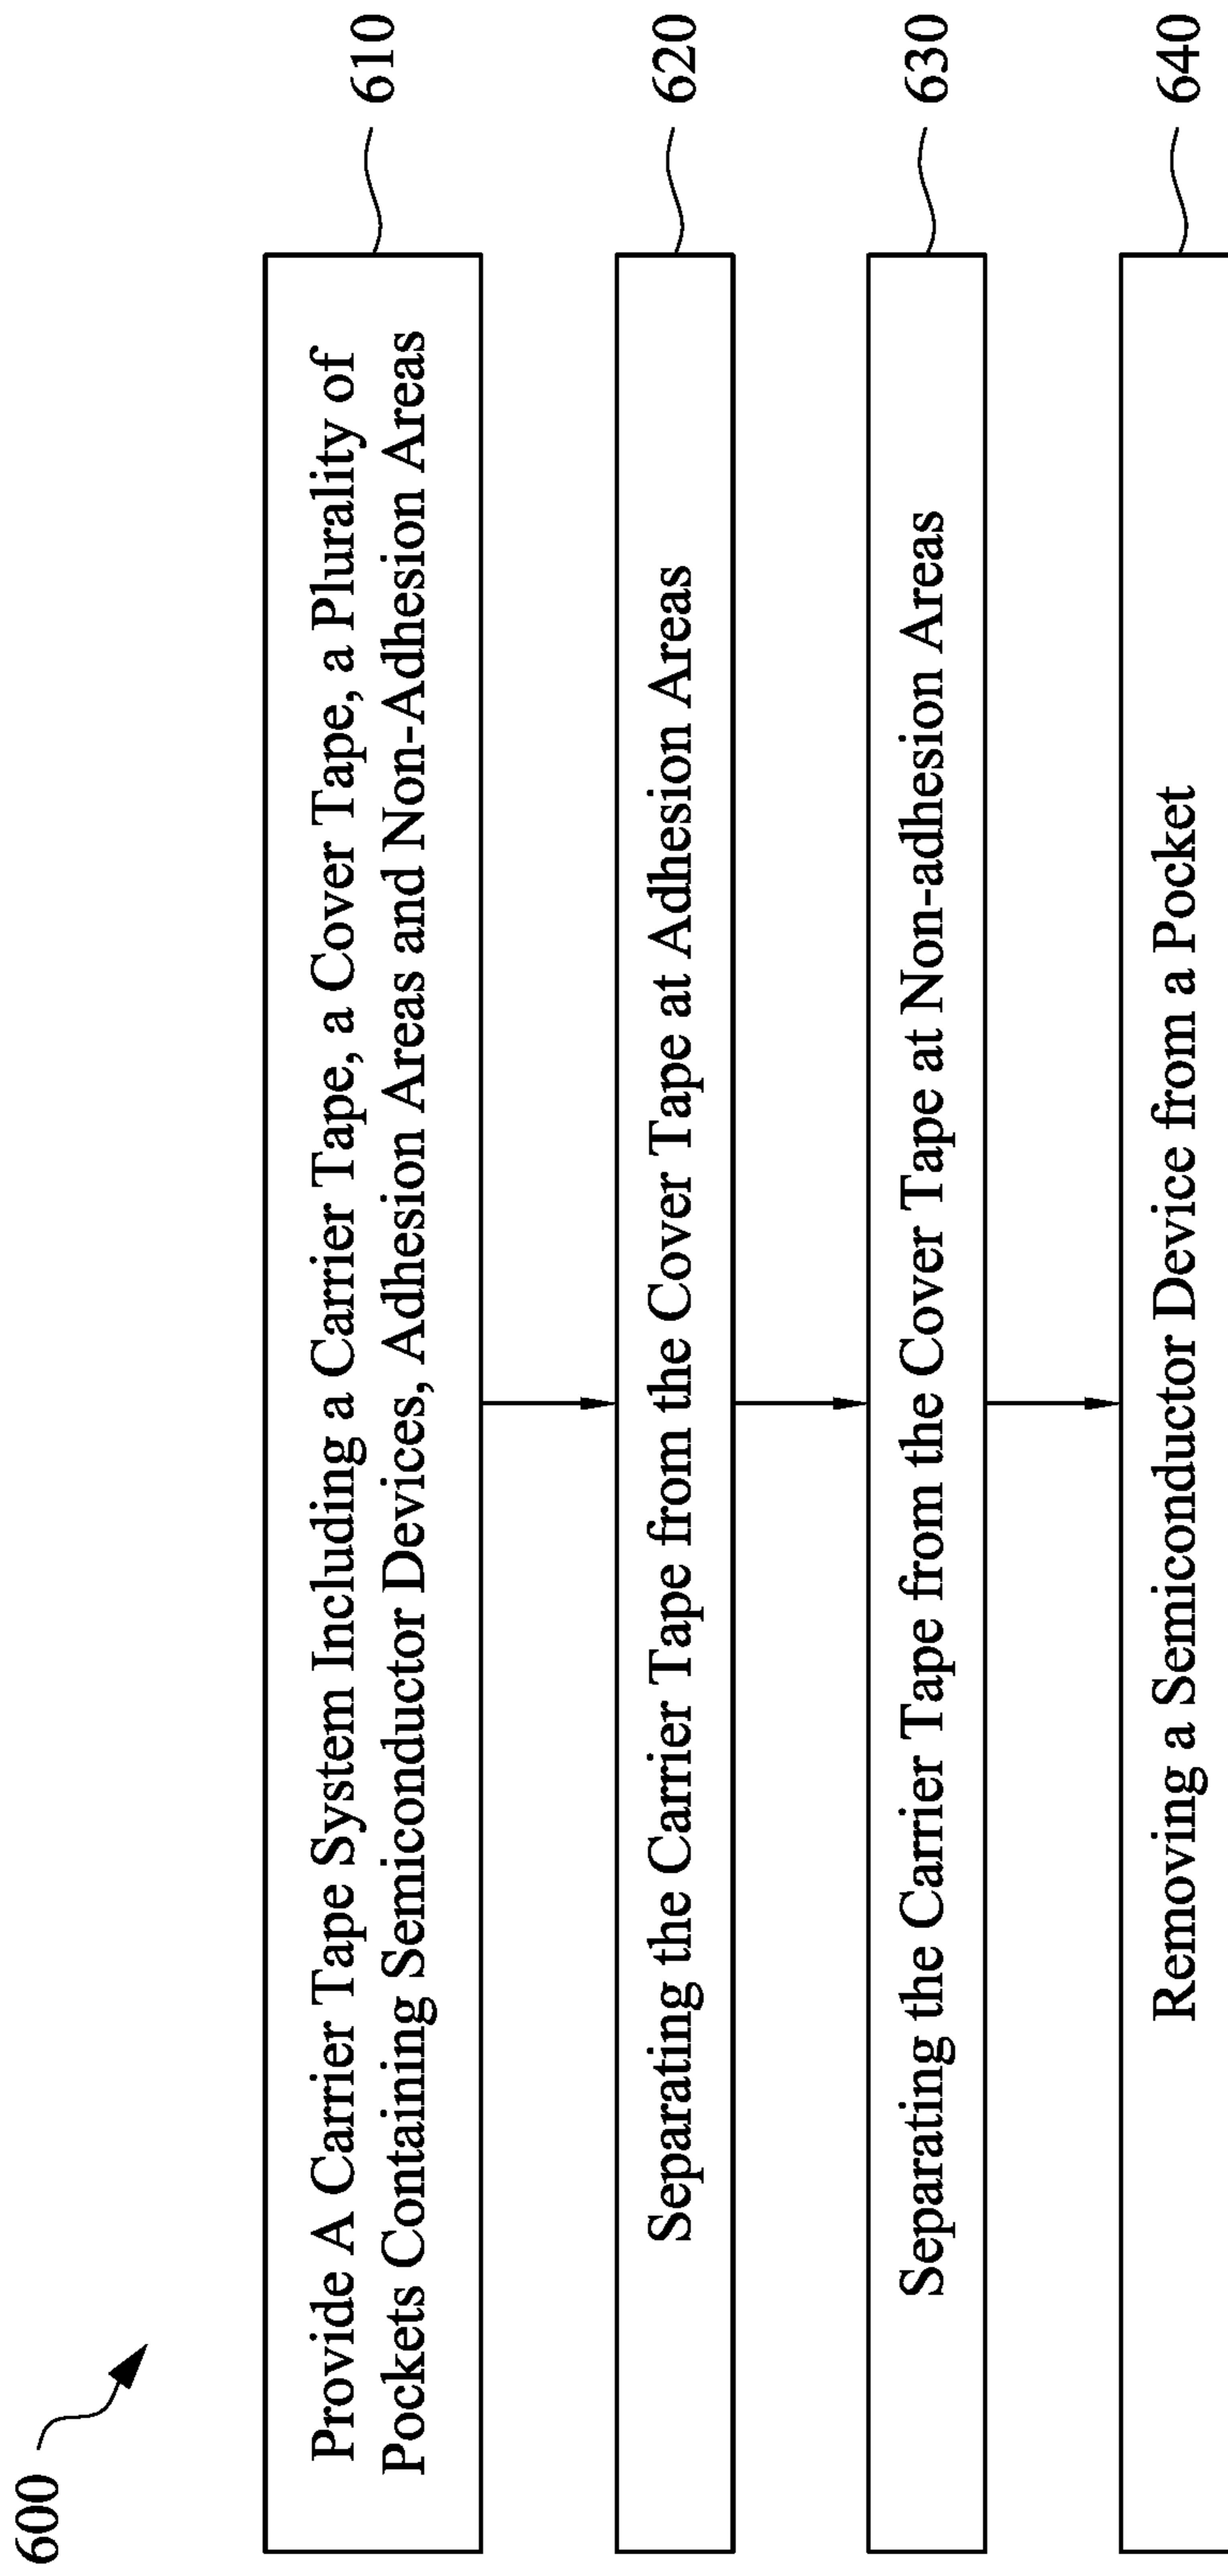 600
Provide A Carrier Tape System Including a Carrier Tape, a Cover Tape, a Plurality of
Pockets Containing Semiconductor Devices, Adhesion Areas and Non-Adhesion Areas
610
Separating the Carrier Tape from the Cover Tape at Adhesion Areas
620
Separating the Carrier Tape from the Cover Tape at Non-adhesion Areas
630
Removing a Semiconductor Device from a Pocket
640